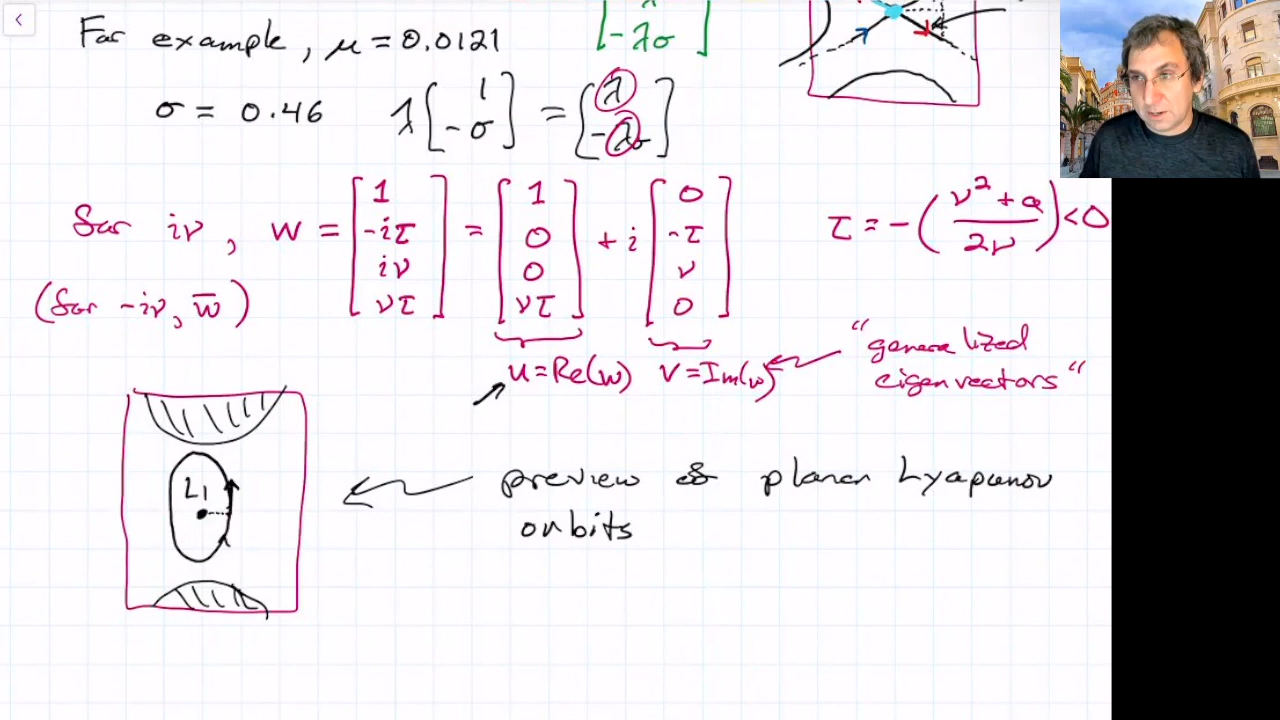 For example, μ = 0.0121
[-λσ]
σ = 0.46 λ[1 -σ] = [λ -λσ]
for iν, w = [1 -iτ iν ντ] = [1 0 0 ντ] + i [0 -τ ν 0] τ = -(ν² + a / 2ν) < 0
(for -iν, w̄)
u = Re(w) v = Im(w) "generalized
eigenvectors"
L₁
preview of planar Lyapunov
orbits